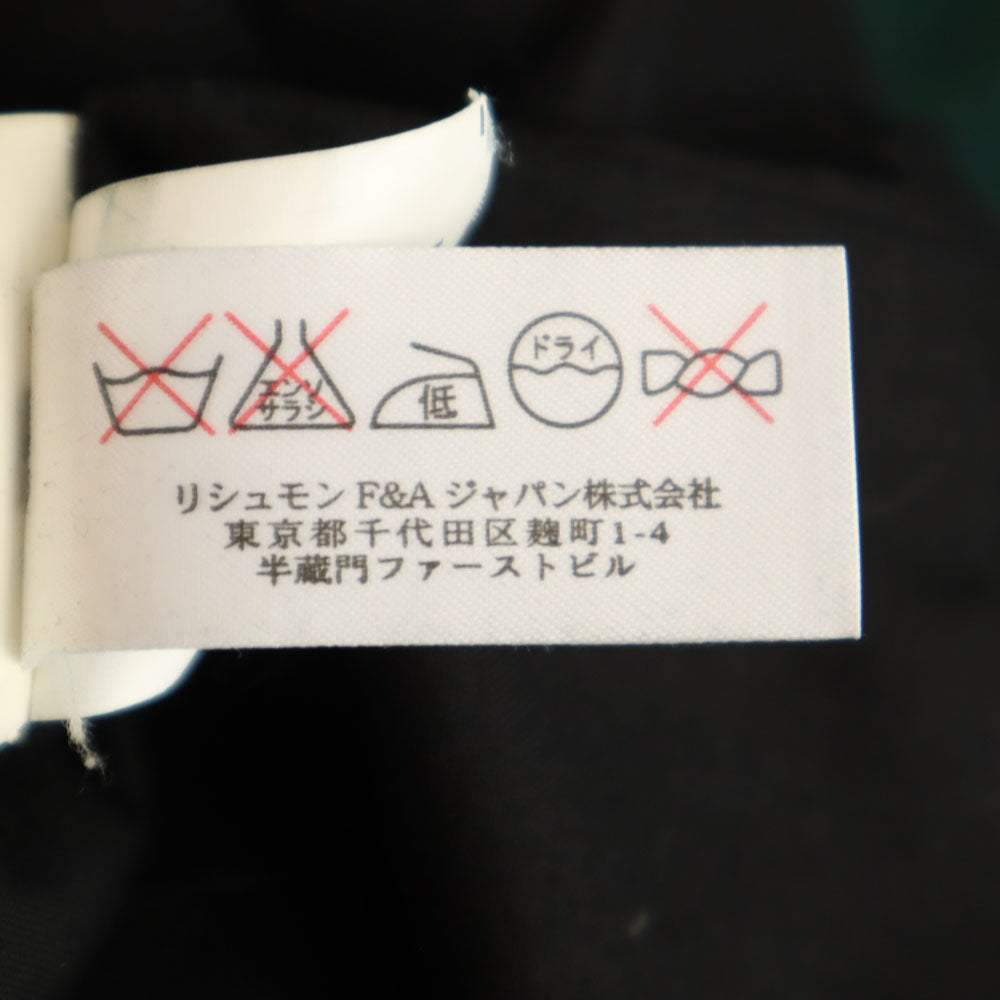 エンソ サラシ
低
ドライ
リシュモン F&A ジャパン株式会社
東京都千代田区麹町1-4
半蔵門ファーストビル